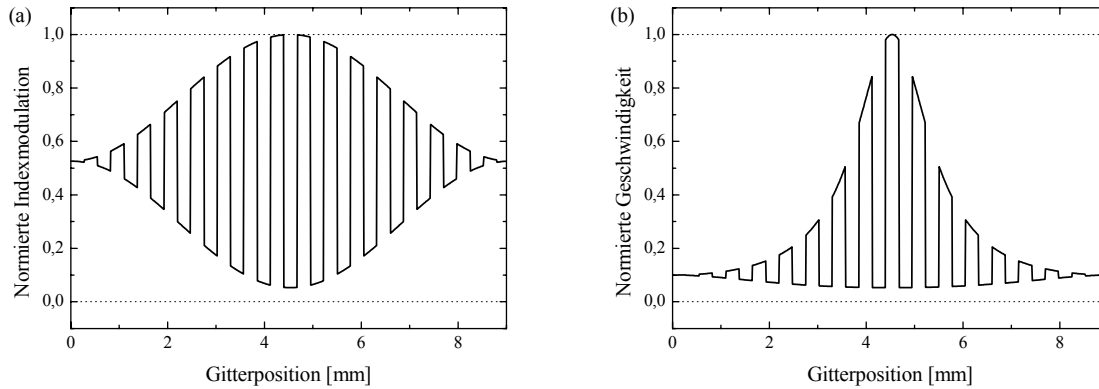 (a)
Normierte Indexmodulation
1,0
0,8
0,6
0,4
0,2
0,0
0 2 4 6 8
Gitterposition [mm]
(b)
Normierte Geschwindigkeit
1,0
0,8
0,6
0,4
0,2
0,0
0 2 4 6 8
Gitterposition [mm]